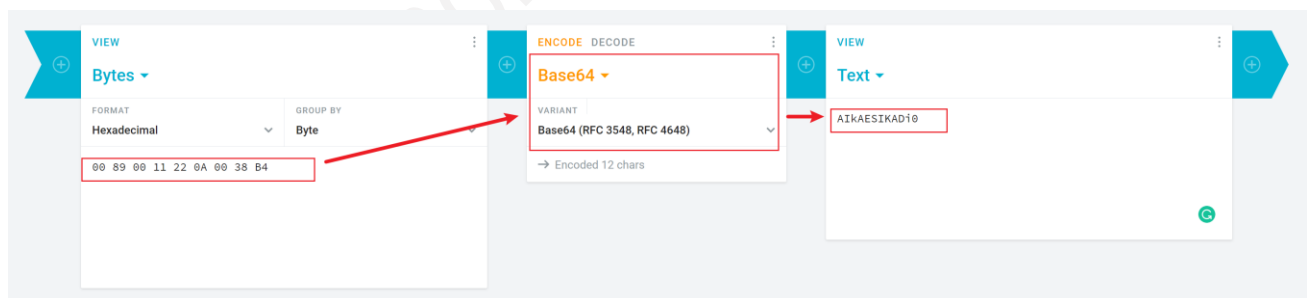 VIEW
Bytes
FORMAT
Hexadecimal
GROUP BY
Byte
00 89 00 11 22 0A 00 38 B4
ENCODE DECODE
Base64
VARIANT
Base64 (RFC 3548, RFC 4648)
→ Encoded 12 chars
VIEW
Text
AIkAESIKADi0